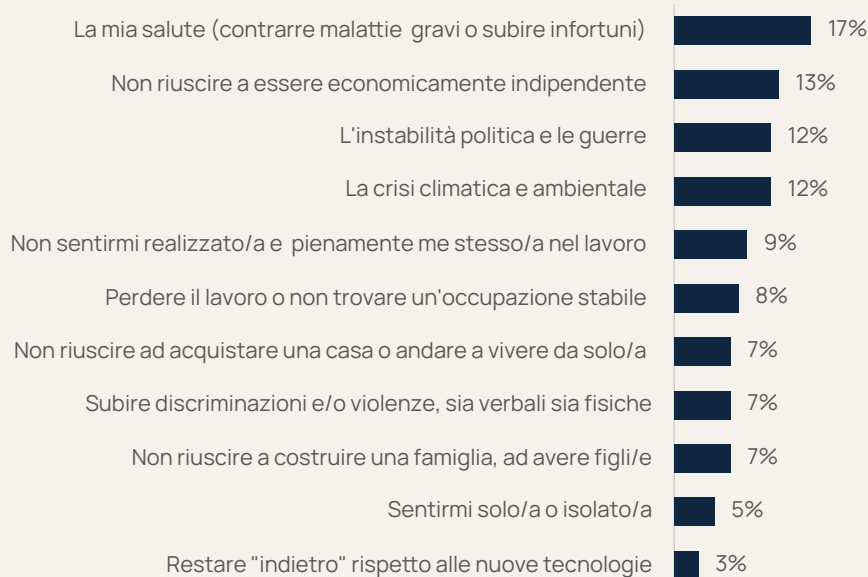 La mia salute (contrarre malattie gravi o subire infortuni) 17%
Non riuscire a essere economicamente indipendente 13%
L'instabilità politica e le guerre 12%
La crisi climatica e ambientale 12%
Non sentirmi realizzato/a e pienamente me stesso/a nel lavoro 9%
Perdere il lavoro o non trovare un'occupazione stabile 8%
Non riuscire ad acquistare una casa o andare a vivere da solo/a 7%
Subire discriminazioni e/o violenze, sia verbali sia fisiche 7%
Non riuscire a costruire una famiglia, ad avere figli/e 7%
Sentirmi solo/a o isolato/a 5%
Restare "indietro" rispetto alle nuove tecnologie 3%